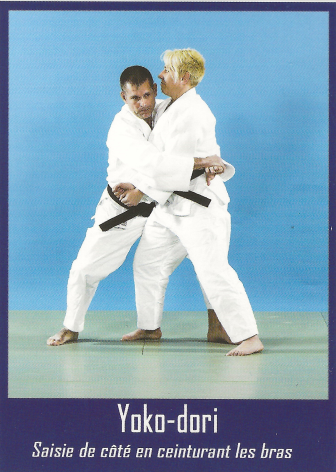 Yoko-dori
Saisie de côté en ceinturant les bras